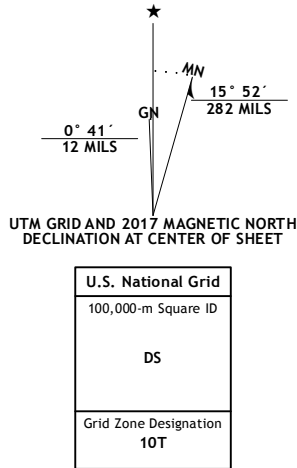 ★
MN
GN
15° 52´
282 MILS
0° 41´
12 MILS
UTM GRID AND 2017 MAGNETIC NORTH
DECLINATION AT CENTER OF SHEET
U.S. National Grid
100,000-m Square ID
DS
Grid Zone Designation
10T